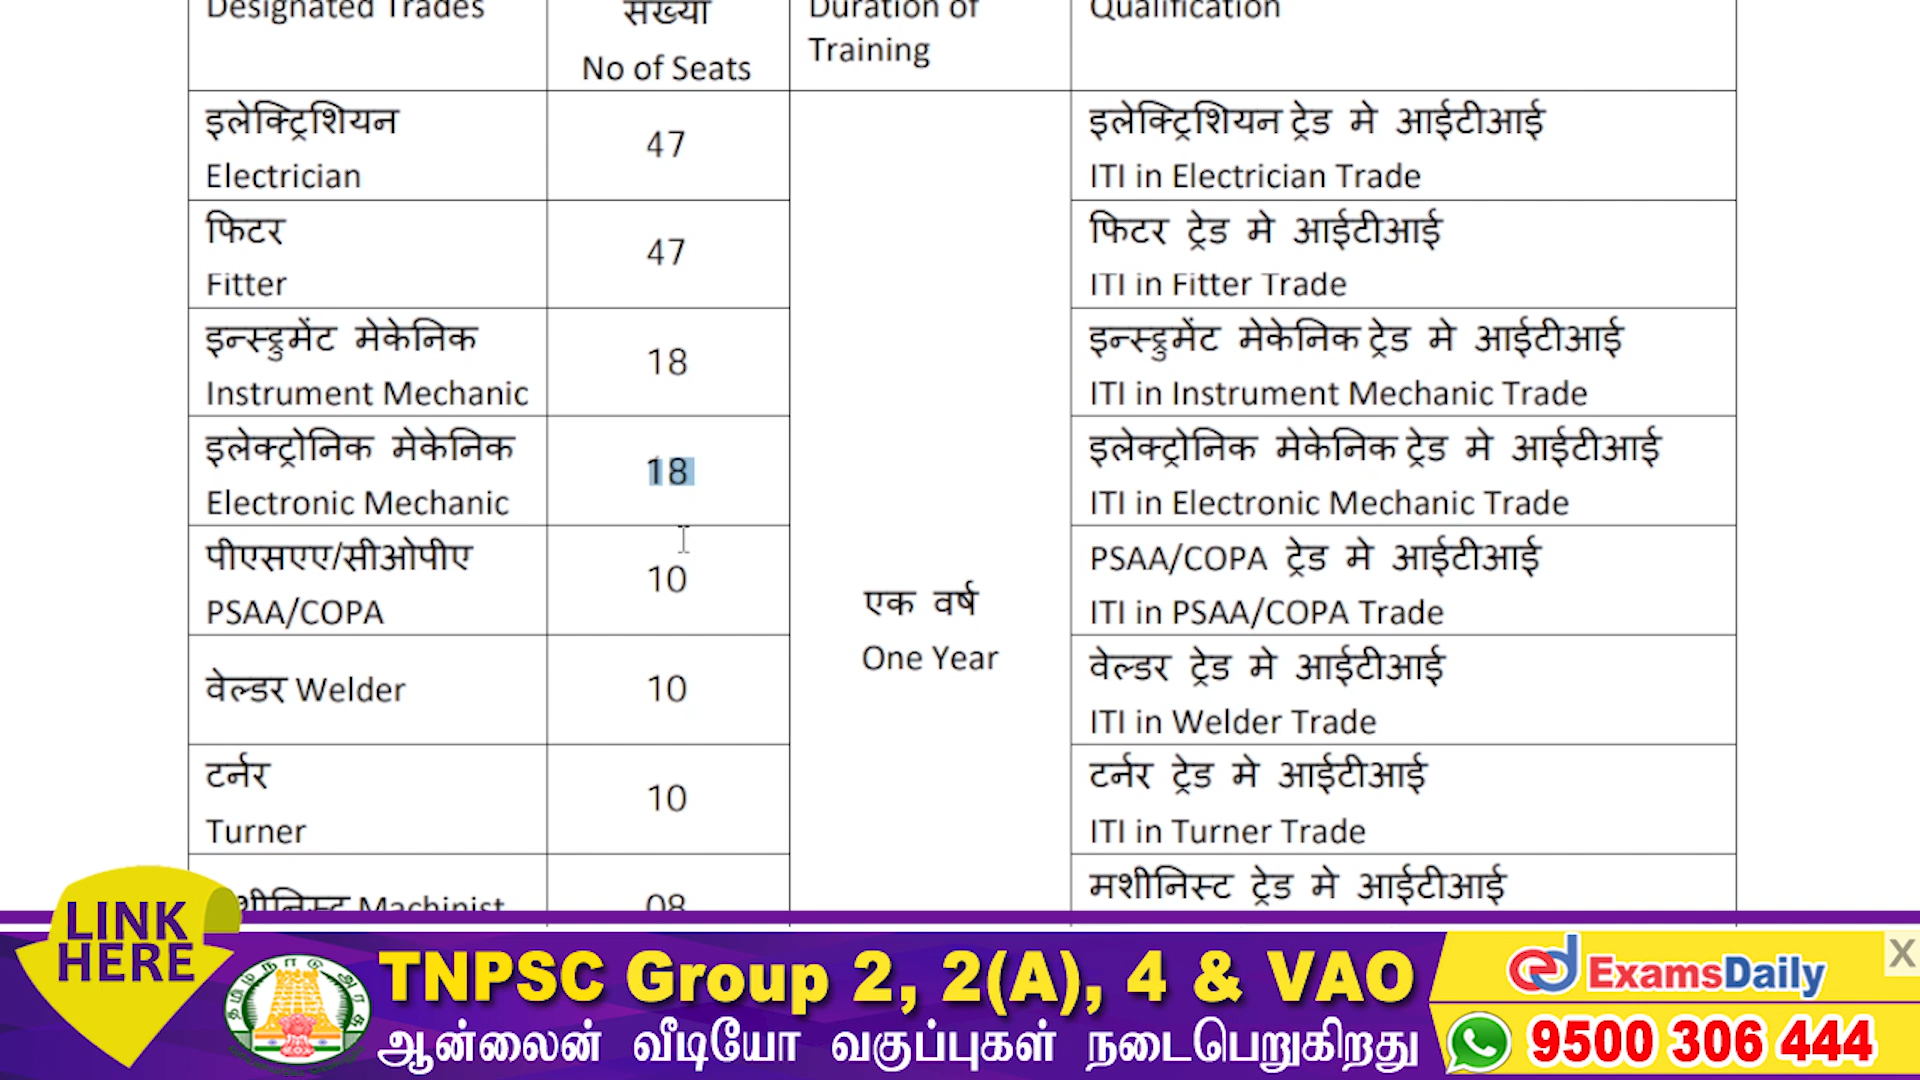 Designated Trades
संख्या
No of Seats
Duration of
Training
Qualification
इलेक्ट्रिशियन
Electrician
47
इलेक्ट्रिशियन ट्रेड मे आईटीआई
ITI in Electrician Trade
फिटर
Fitter
47
फिटर ट्रेड मे आईटीआई
ITI in Fitter Trade
इन्स्ट्रुमेंट मेकेनिक
Instrument Mechanic
18
इन्स्ट्रुमेंट मेकेनिक ट्रेड मे आईटीआई
ITI in Instrument Mechanic Trade
इलेक्ट्रोनिक मेकेनिक
Electronic Mechanic
18
इलेक्ट्रोनिक मेकेनिक ट्रेड मे आईटीआई
ITI in Electronic Mechanic Trade
पीएसएए/सीओपीए
PSAA/COPA
10
एक वर्ष
One Year
PSAA/COPA ट्रेड मे आईटीआई
ITI in PSAA/COPA Trade
वेल्डर Welder
10
वेल्डर ट्रेड मे आईटीआई
ITI in Welder Trade
टर्नर
Turner
10
टर्नर ट्रेड मे आईटीआई
ITI in Turner Trade
Machinist
08
मशीनिस्ट ट्रेड मे आईटीआई
LINK
HERE
TNPSC Group 2, 2(A), 4 & VAO
ஆன்லைன் வீடியோ வகுப்புகள் நடைபெறுகிறது
ExamsDaily
X
9500 306 444